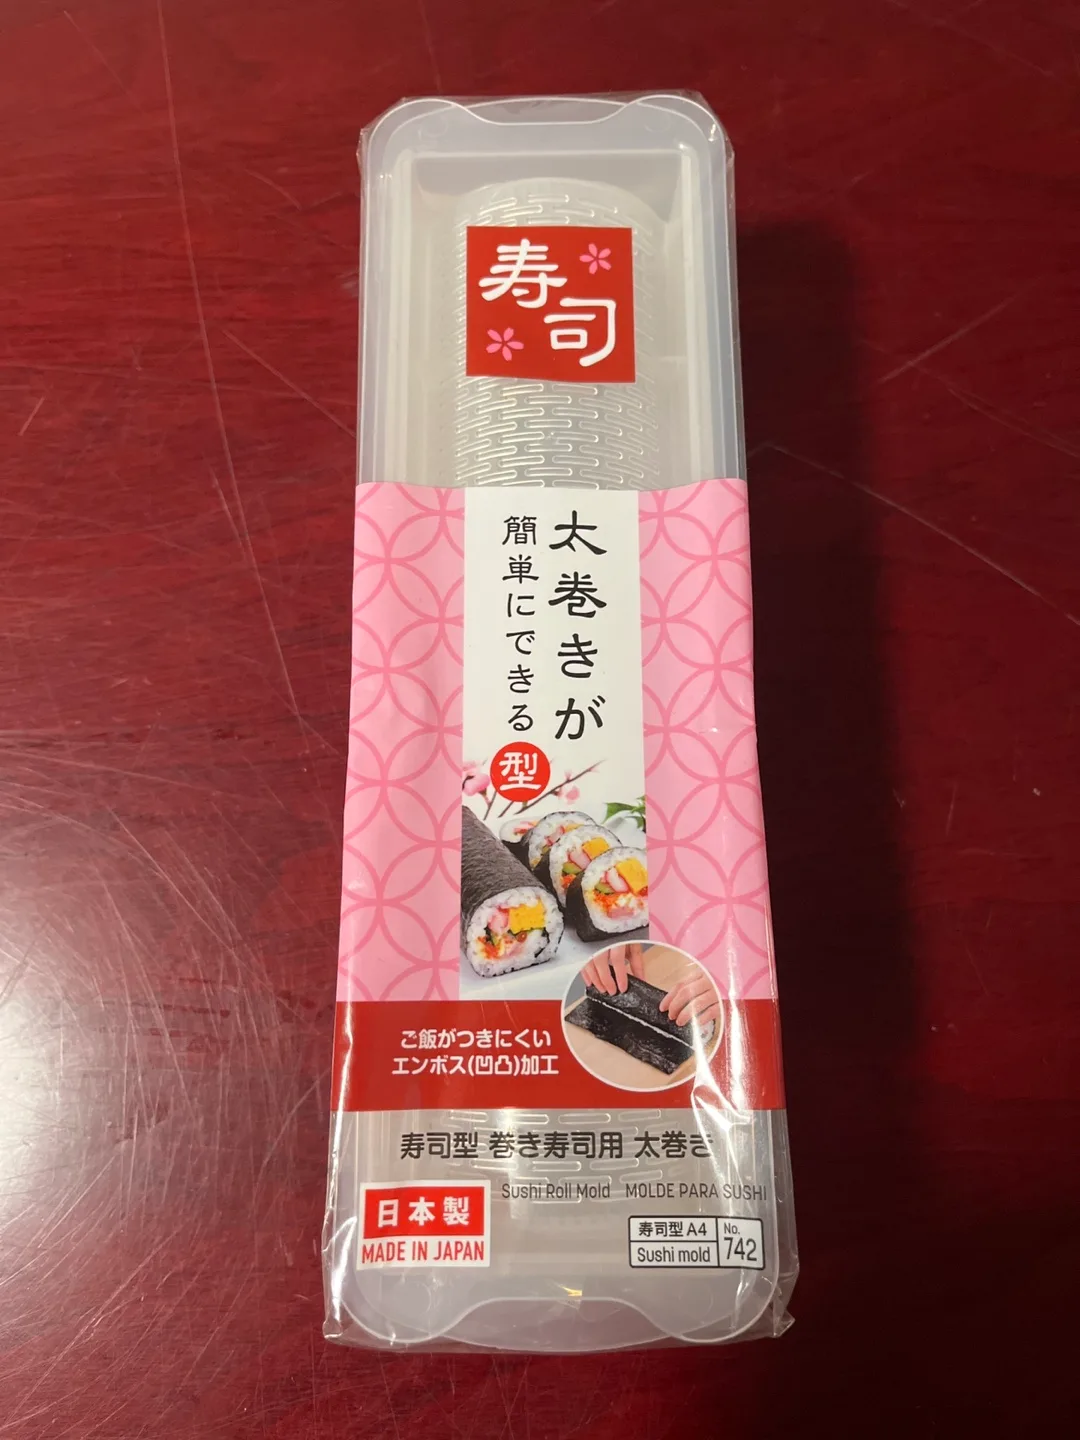 寿司
太巻きが
簡単にできる
型
ご飯がつきにくい
エンボス(凹凸)加工
寿司型 巻き寿司用 太巻き
Sushi Roll Mold MOLDE PARA SUSHI
日本製
MADE IN JAPAN
寿司型 A4
Sushi mold
No.
742